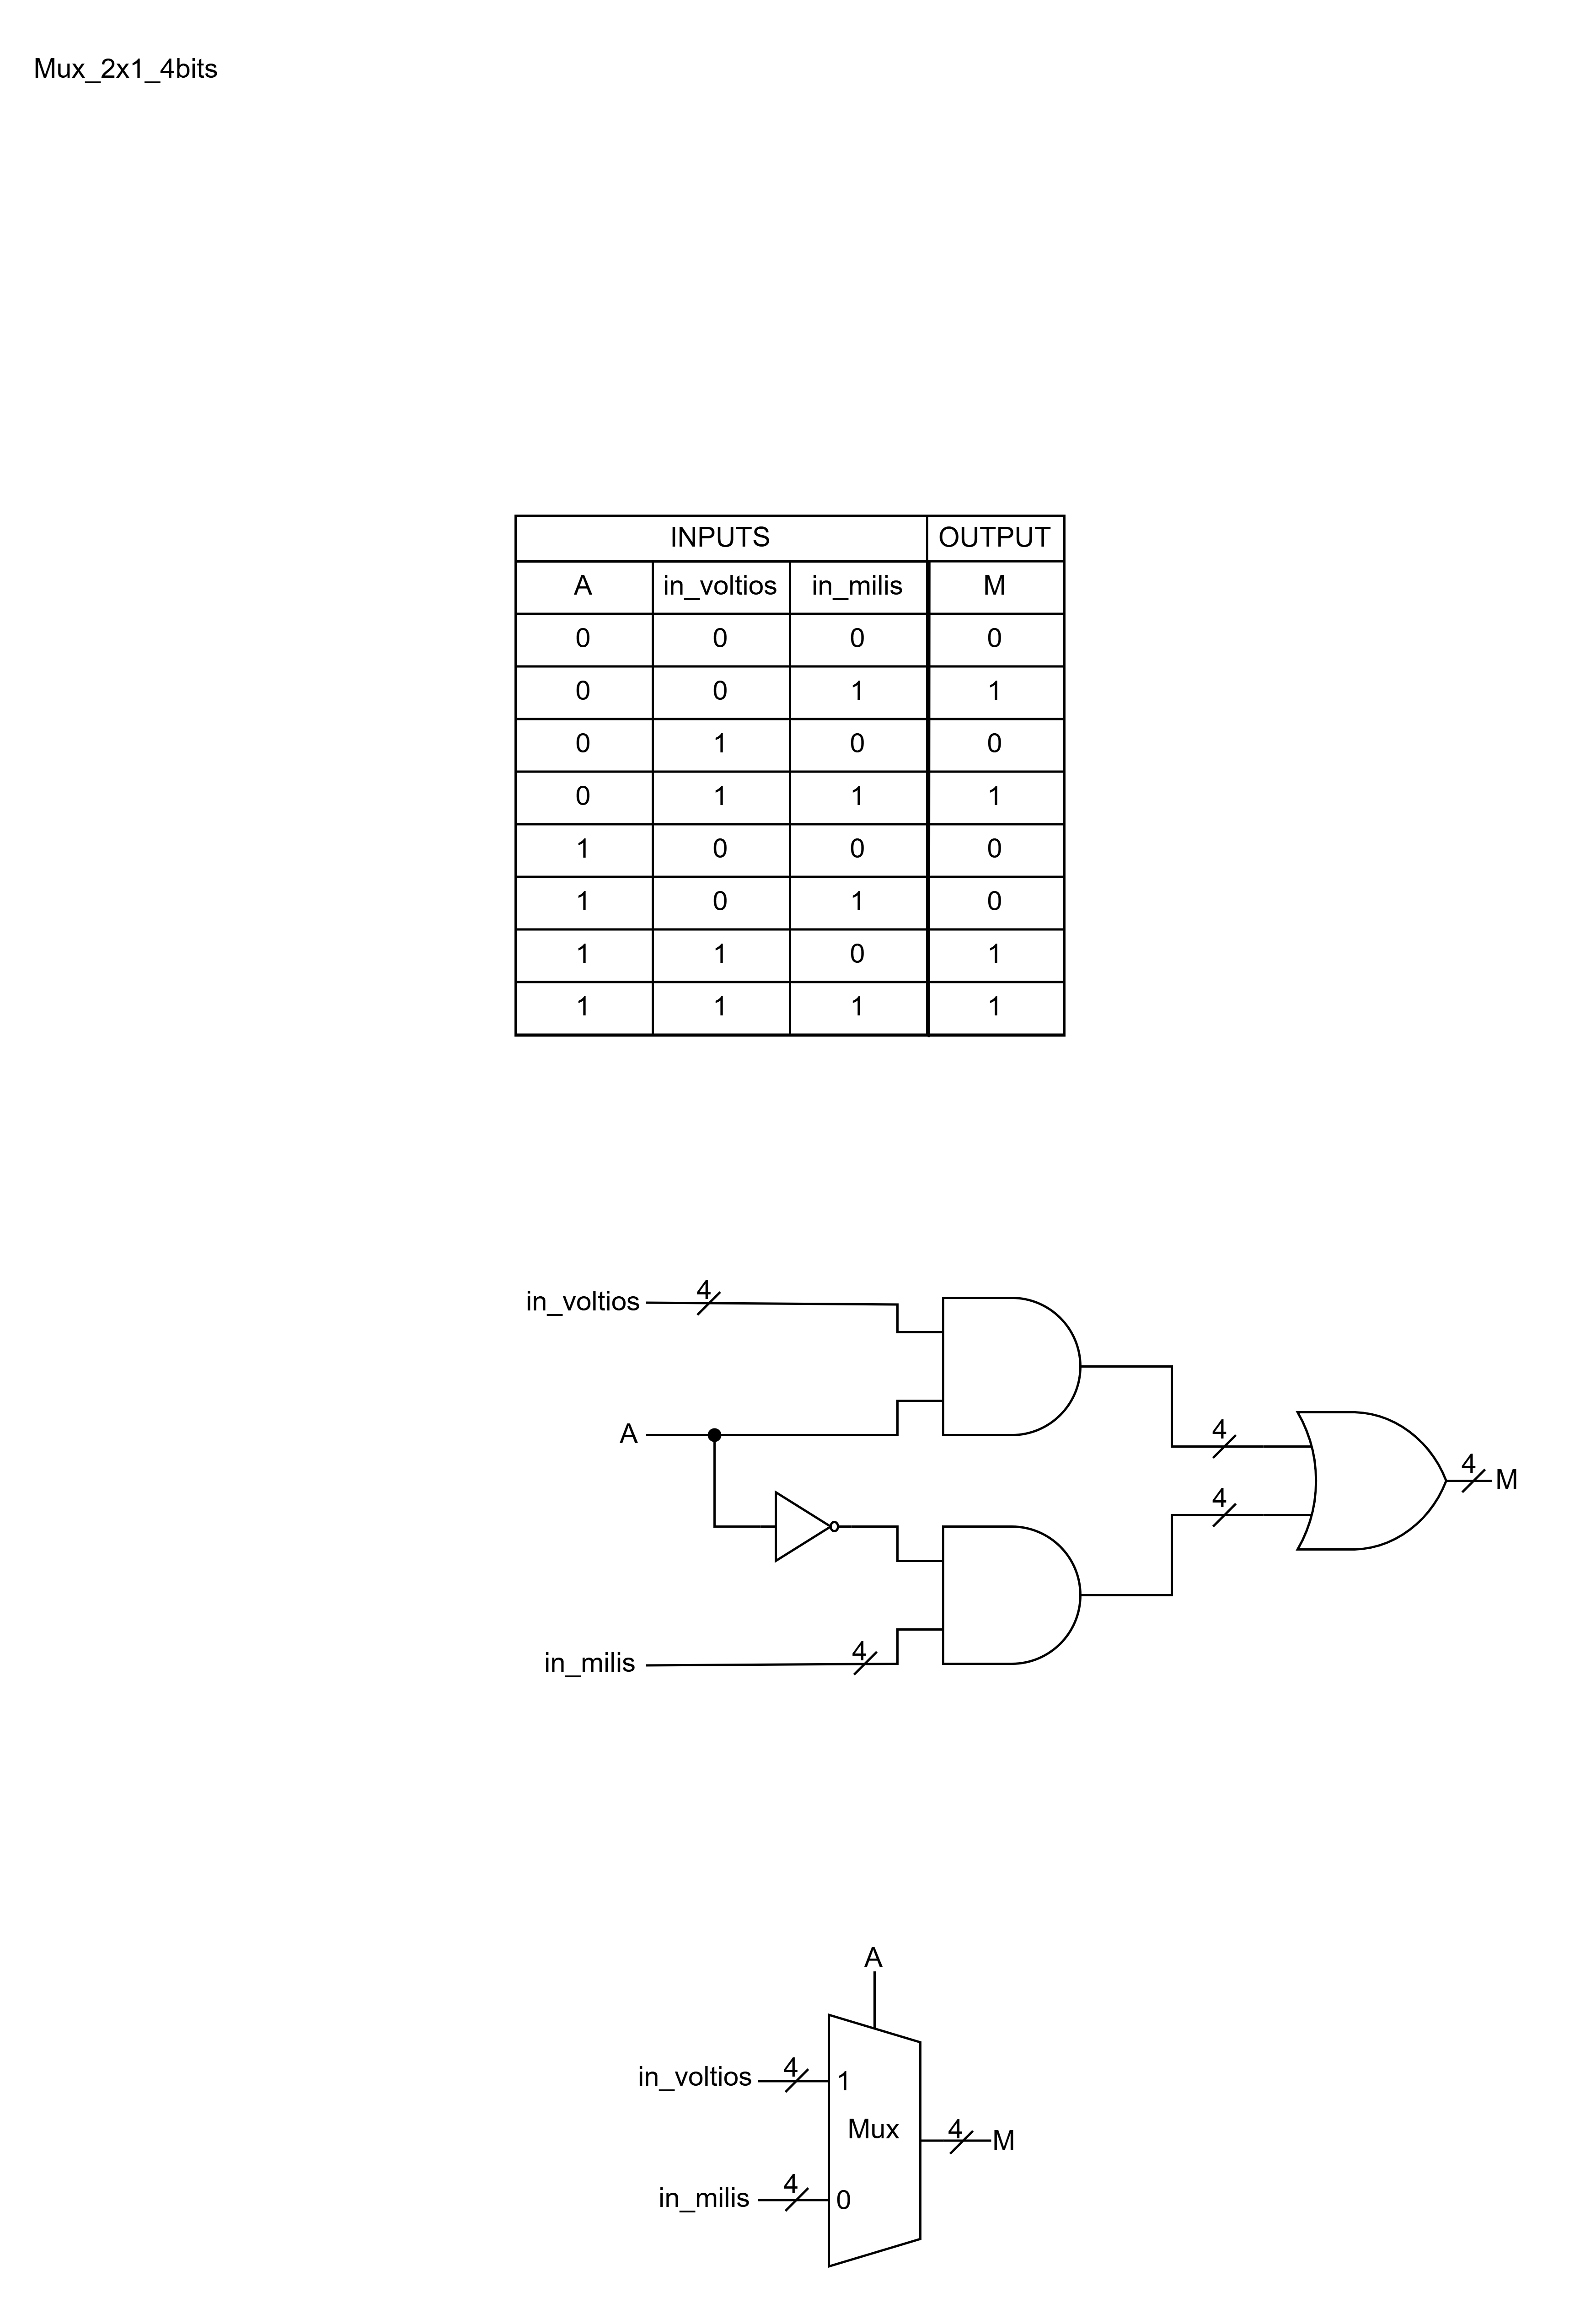 Mux_2x1_4bits
INPUTS OUTPUT
A in_voltios in_milis M
0 0 0 0
0 0 1 1
0 1 0 0
0 1 1 1
1 0 0 0
1 0 1 0
1 1 0 1
1 1 1 1
4
in_voltios
A
4
4
M
4
4
in_milis
A
4
in_voltios
1
Mux
4
M
4
in_milis
0